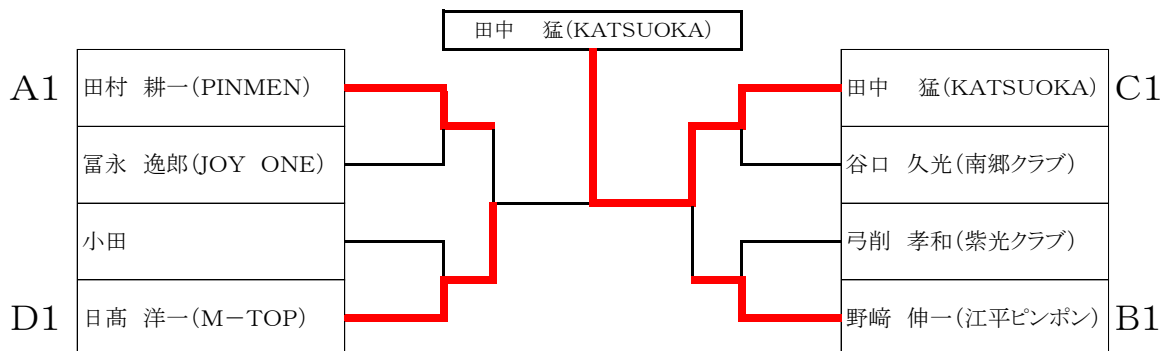 田中　猛(KATSUOKA)
A1
田村　耕一(PINMEN)
冨永　逸郎(JOY　ONE)
小田
D1
日髙　洋一(M－TOP)
田中　猛(KATSUOKA)
C1
谷口　久光(南郷クラブ)
弓削　孝和(紫光クラブ)
野﨑　伸一(江平ピンポン)
B1